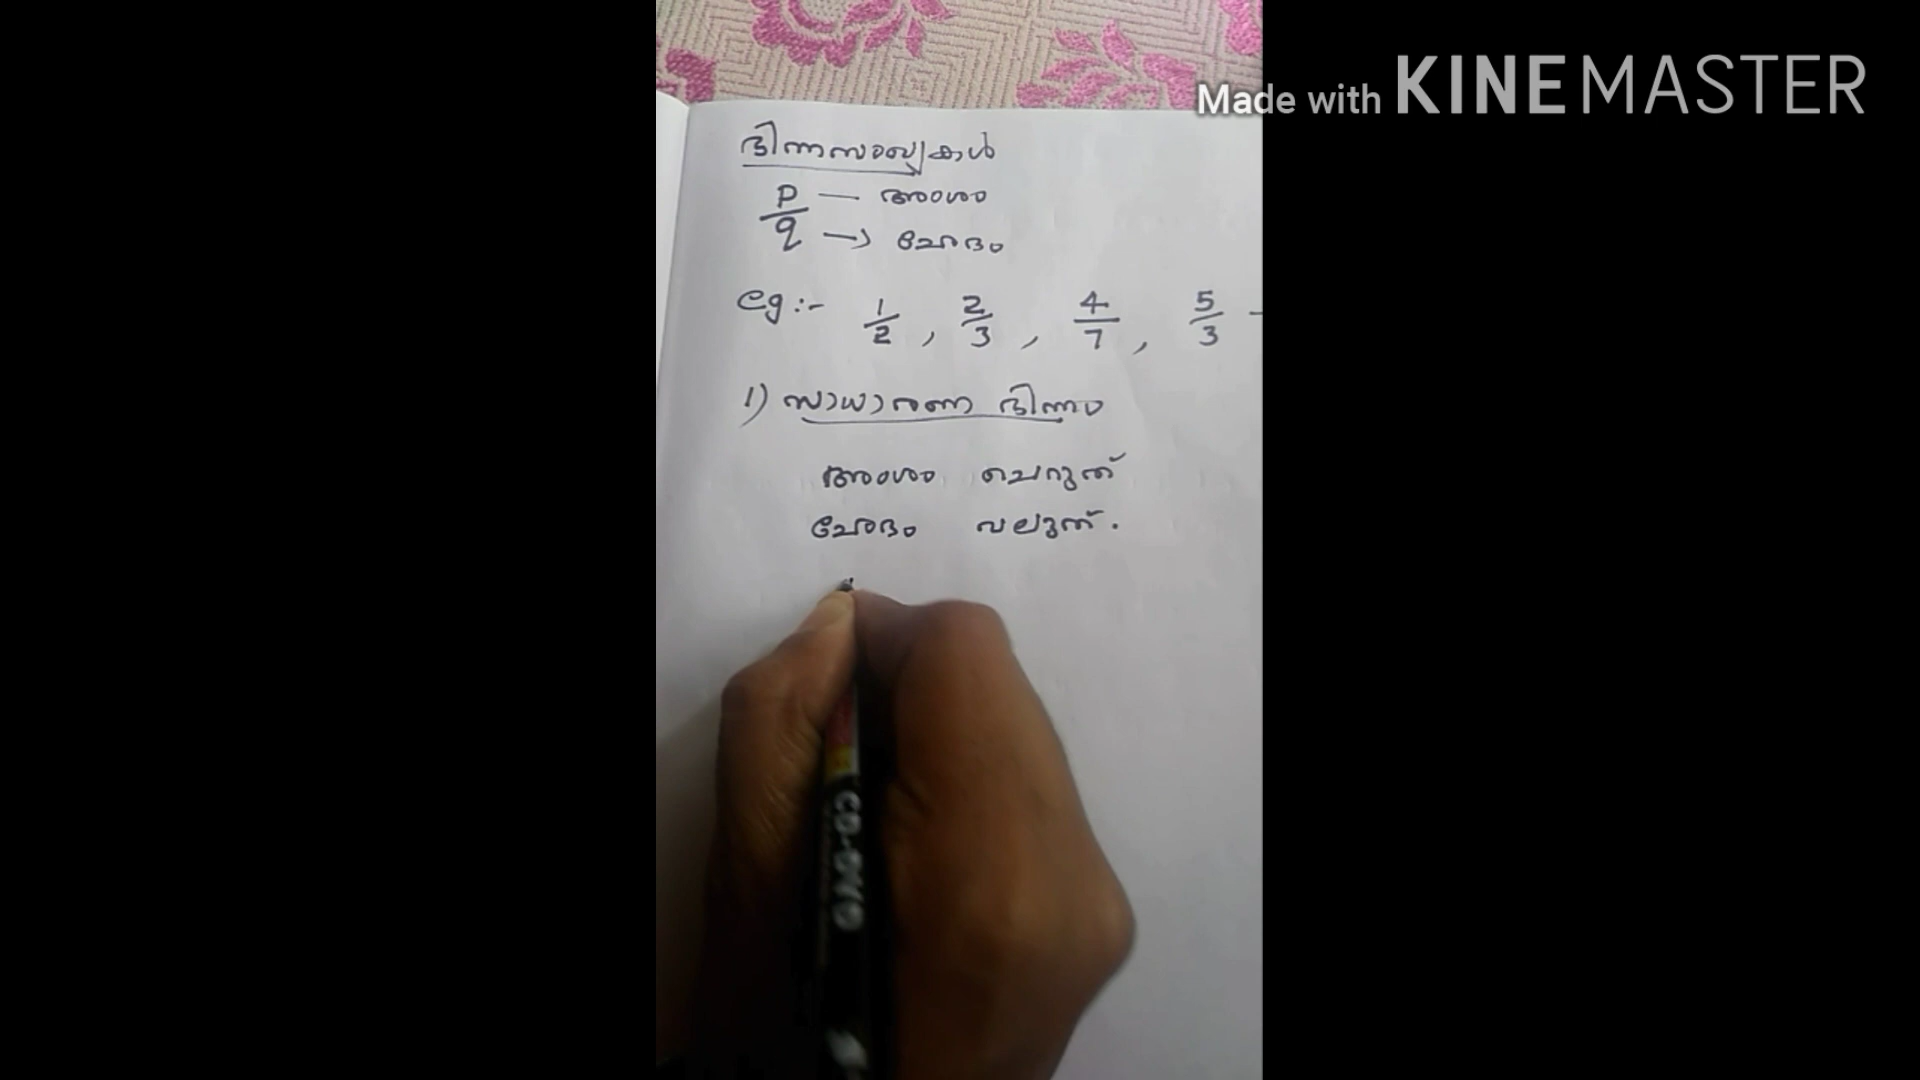 Made with KINEMASTER
ഭിന്നസംഖ്യകൾ
P — അംശം
q → ഛേദം
eg :- 1/2 , 2/3 , 4/7 , 5/3 -
1) സാധാരണ ഭിന്നം
അംശം ചെറുത്
ഛേദം വലുത് .